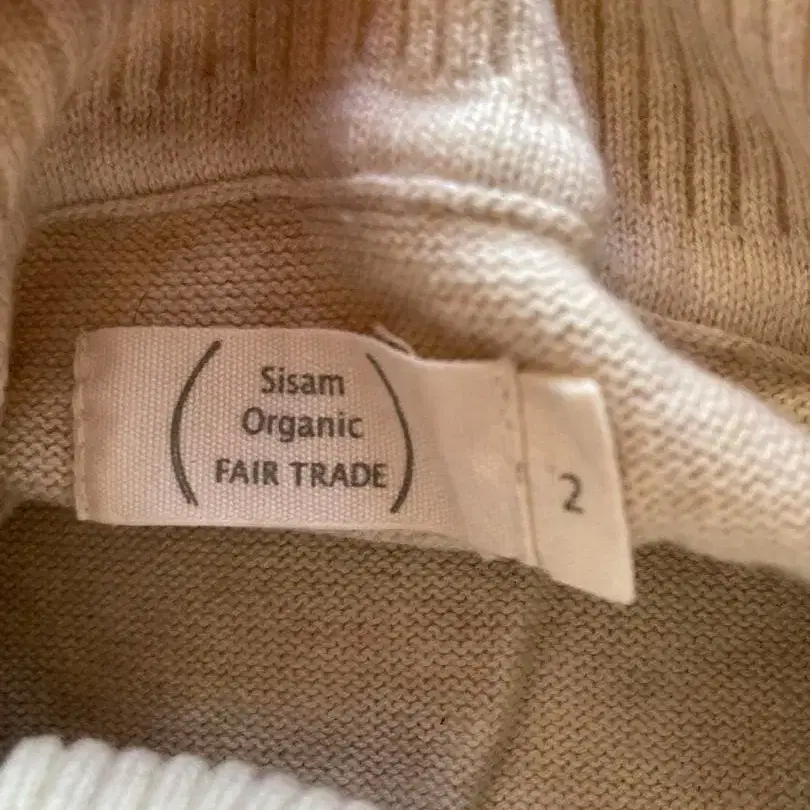 Sisam
Organic
FAIR TRADE
2